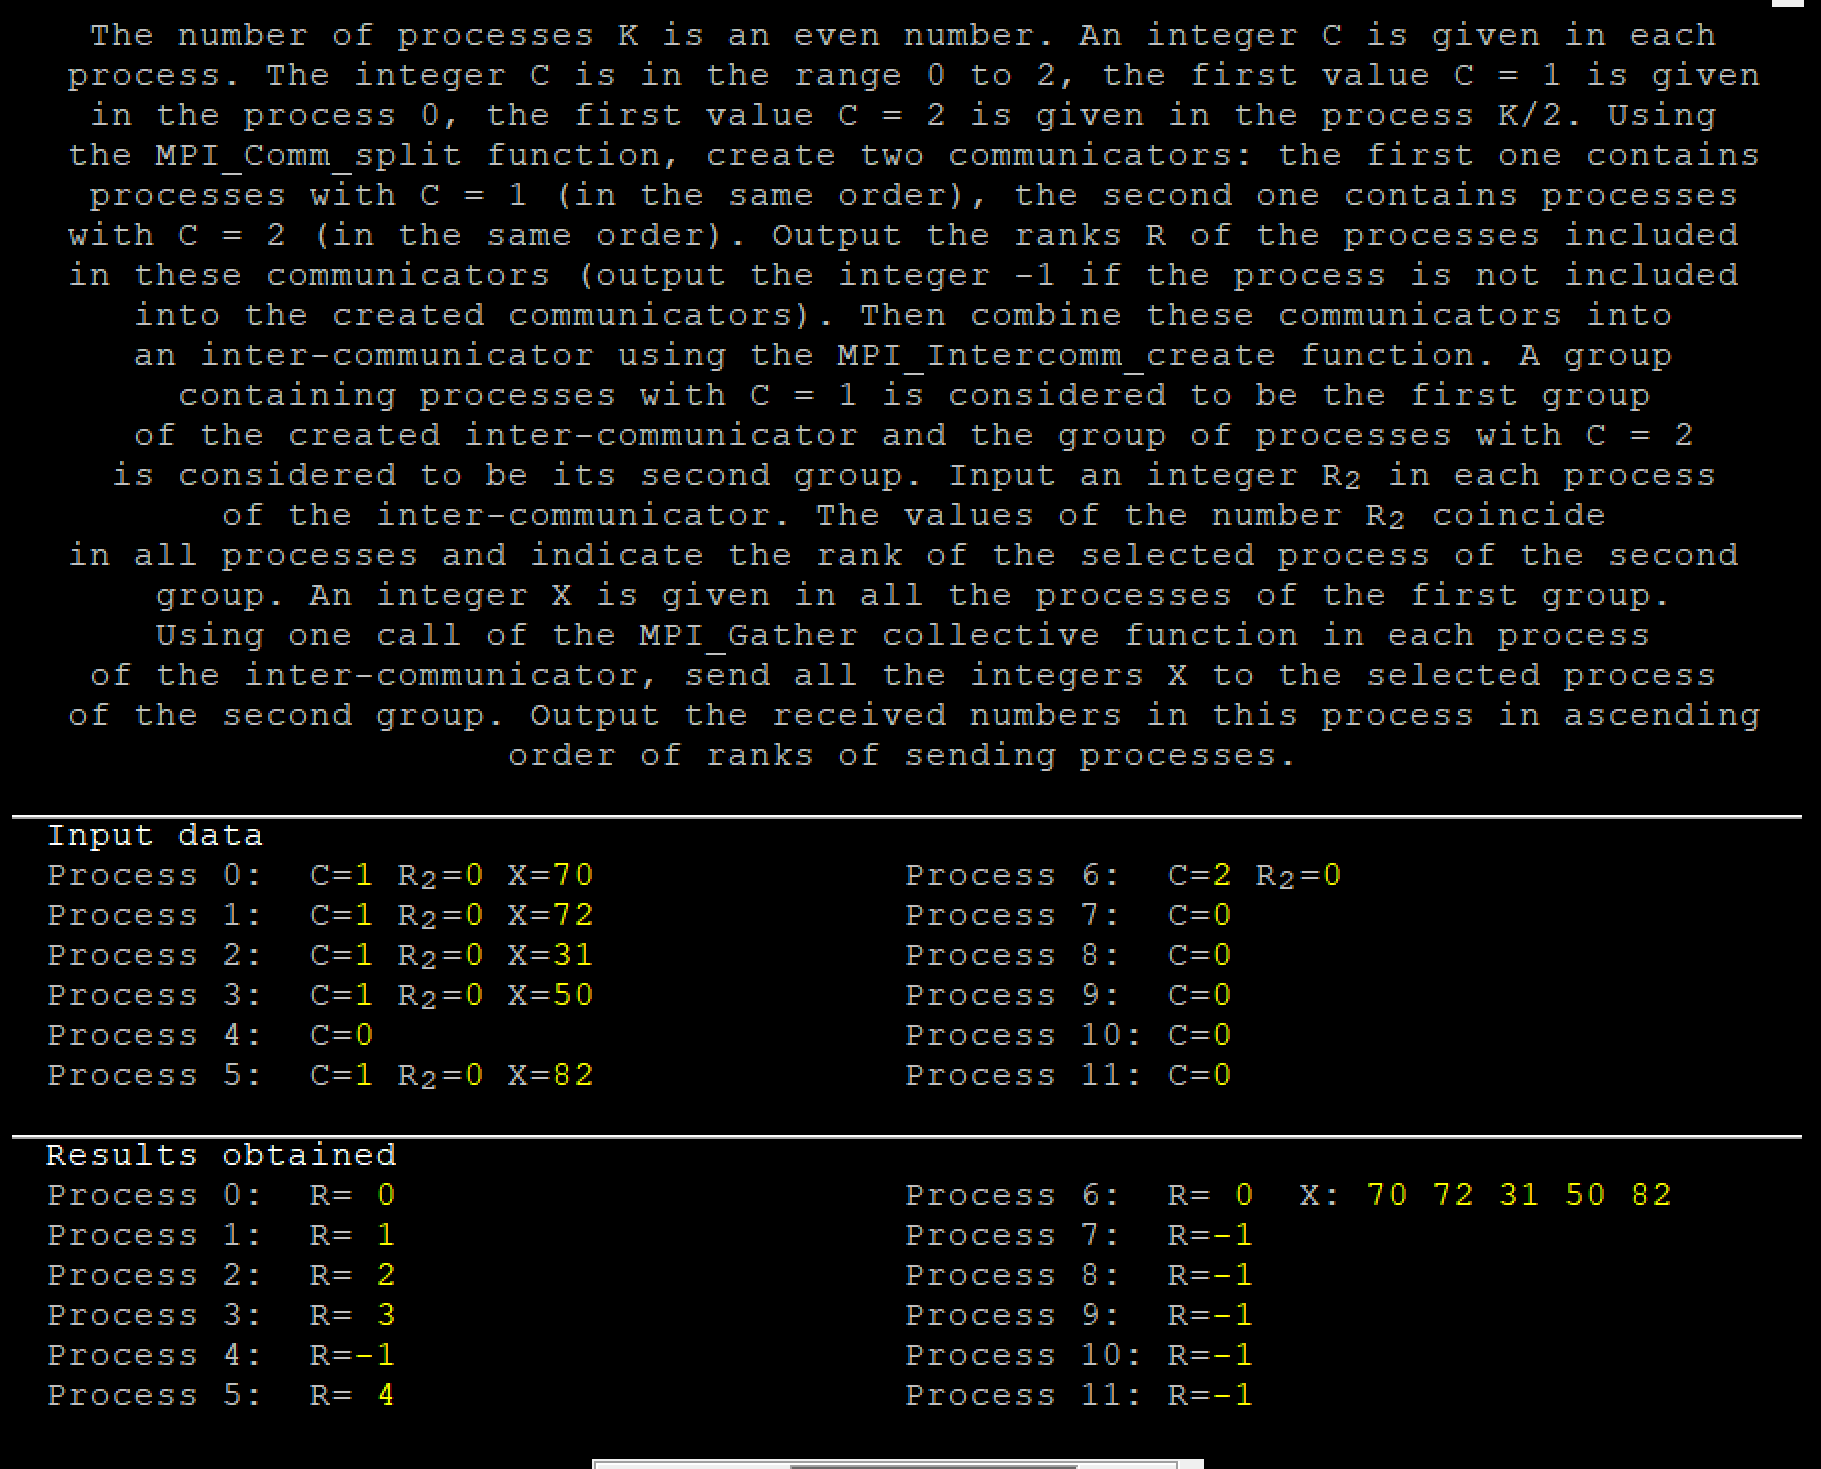 The number of processes K is an even number. An integer C is given in each
process. The integer C is in the range 0 to 2, the first value C = 1 is given
in the process 0, the first value C = 2 is given in the process K/2. Using
the MPI_Comm_split function, create two communicators: the first one contains
processes with C = 1 (in the same order), the second one contains processes
with C = 2 (in the same order). Output the ranks R of the processes included
in these communicators (output the integer −1 if the process is not included
into the created communicators). Then combine these communicators into
an inter-communicator using the MPI_Intercomm_create function. A group
containing processes with C = 1 is considered to be the first group
of the created inter-communicator and the group of processes with C = 2
is considered to be its second group. Input an integer R₂ in each process
of the inter-communicator. The values of the number R₂ coincide
in all processes and indicate the rank of the selected process of the second
group. An integer X is given in all the processes of the first group.
Using one call of the MPI_Gather collective function in each process
of the inter-communicator, send all the integers X to the selected process
of the second group. Output the received numbers in this process in ascending
order of ranks of sending processes.
Input data
Process 0: C=1 R₂=0 X=70 Process 6: C=2 R₂=0
Process 1: C=1 R₂=0 X=72 Process 7: C=0
Process 2: C=1 R₂=0 X=31 Process 8: C=0
Process 3: C=1 R₂=0 X=50 Process 9: C=0
Process 4: C=0 Process 10: C=0
Process 5: C=1 R₂=0 X=82 Process 11: C=0
Results obtained
Process 0: R= 0 Process 6: R= 0 X: 70 72 31 50 82
Process 1: R= 1 Process 7: R=−1
Process 2: R= 2 Process 8: R=−1
Process 3: R= 3 Process 9: R=−1
Process 4: R=−1 Process 10: R=−1
Process 5: R= 4 Process 11: R=−1